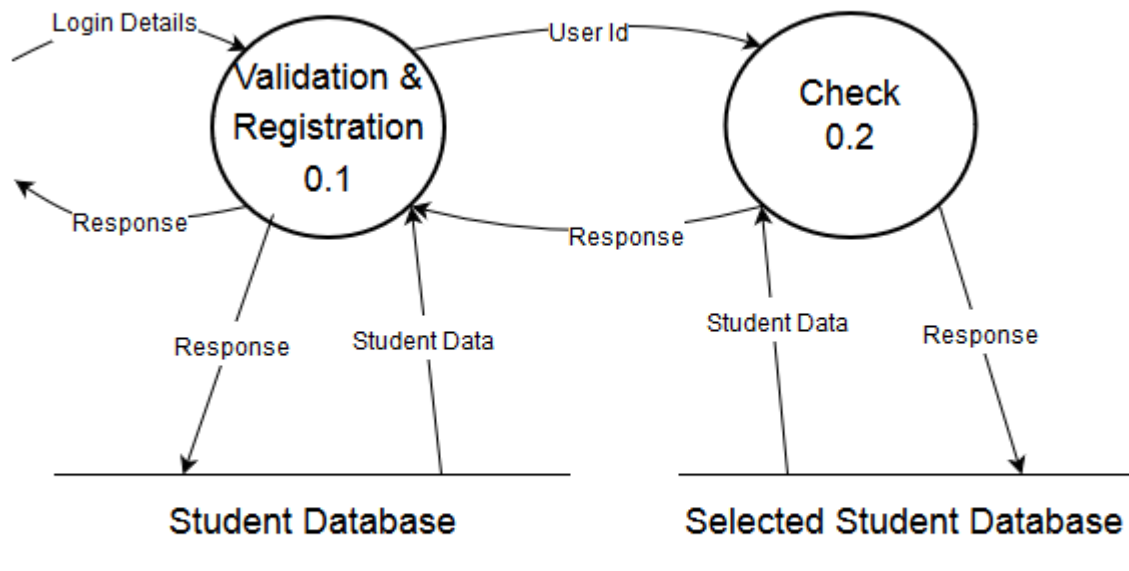 Login Details
User Id
Validation &
Registration
0.1
Check
0.2
Response
Response
Response
Student Data
Student Data
Response
Student Database
Selected Student Database